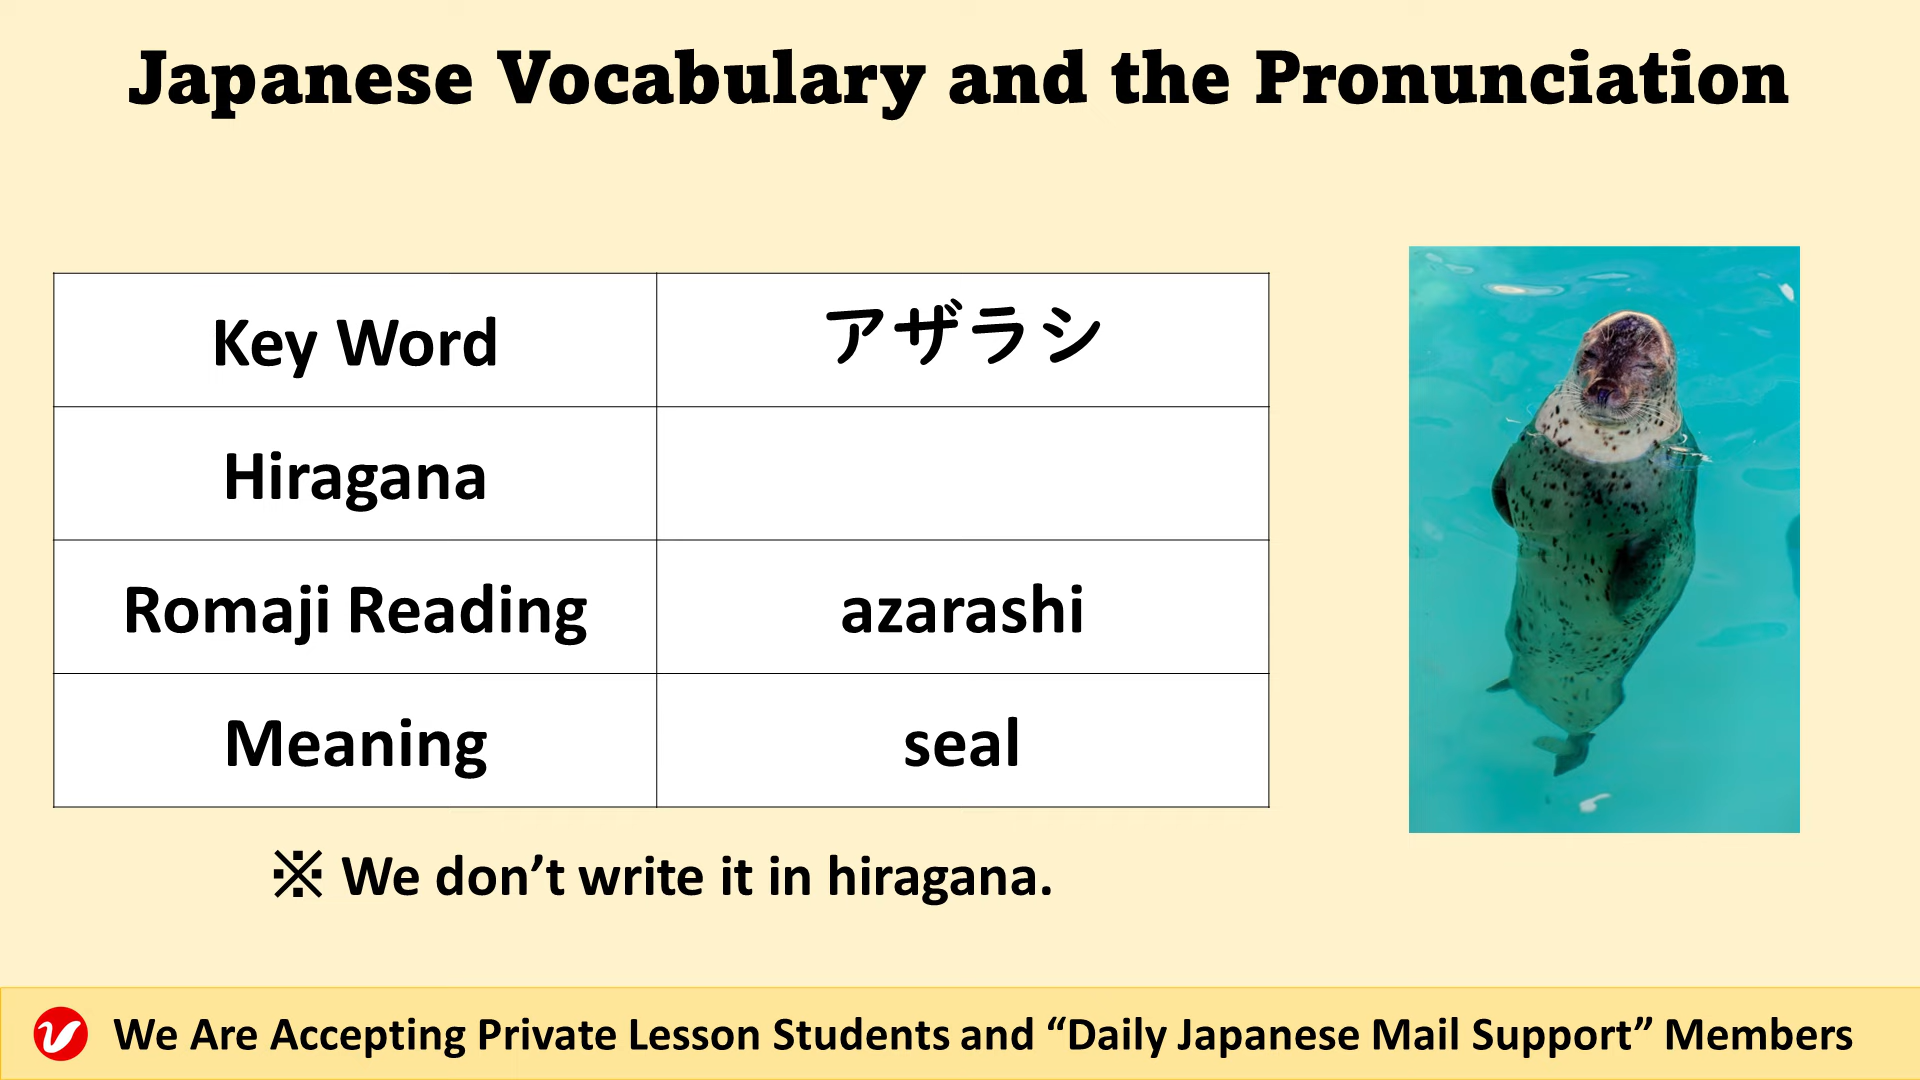 Japanese Vocabulary and the Pronunciation
Key Word アザラシ
Hiragana
Romaji Reading azarashi
Meaning seal
※ We don’t write it in hiragana.
We Are Accepting Private Lesson Students and “Daily Japanese Mail Support” Members